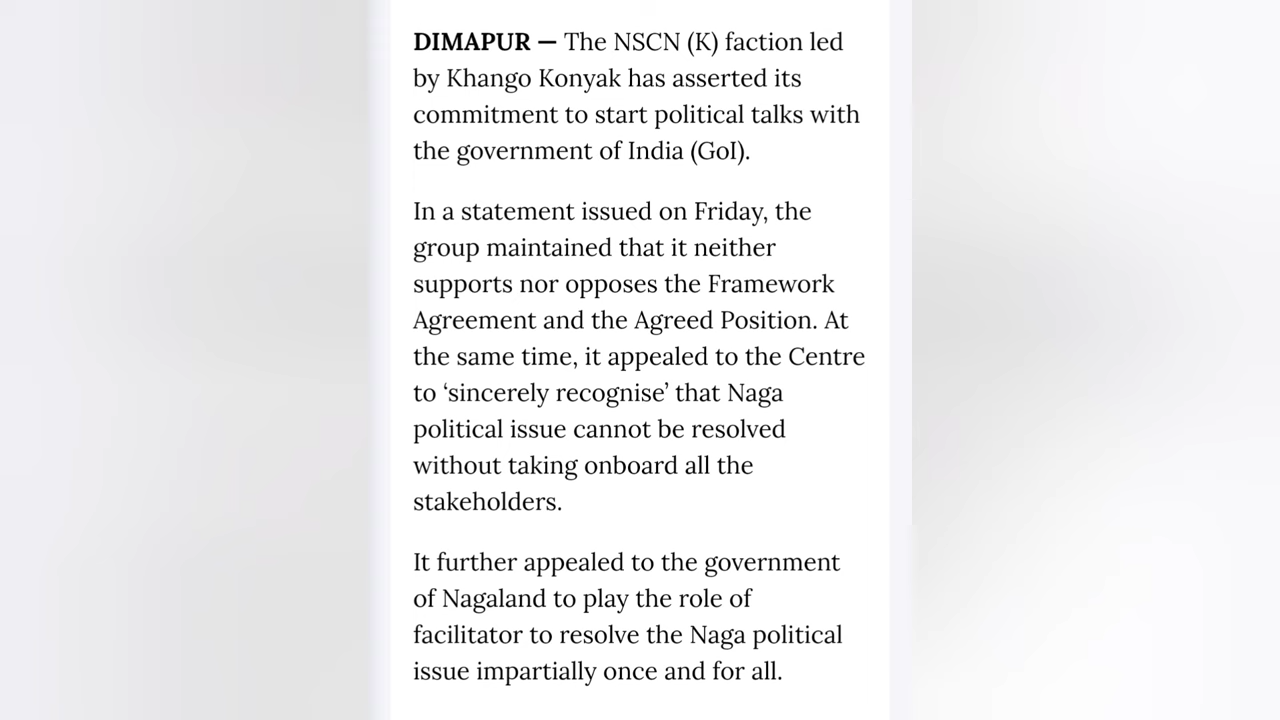 DIMAPUR — The NSCN (K) faction led
by Khango Konyak has asserted its
commitment to start political talks with
the government of India (GoI).
In a statement issued on Friday, the
group maintained that it neither
supports nor opposes the Framework
Agreement and the Agreed Position. At
the same time, it appealed to the Centre
to ‘sincerely recognise’ that Naga
political issue cannot be resolved
without taking onboard all the
stakeholders.
It further appealed to the government
of Nagaland to play the role of
facilitator to resolve the Naga political
issue impartially once and for all.